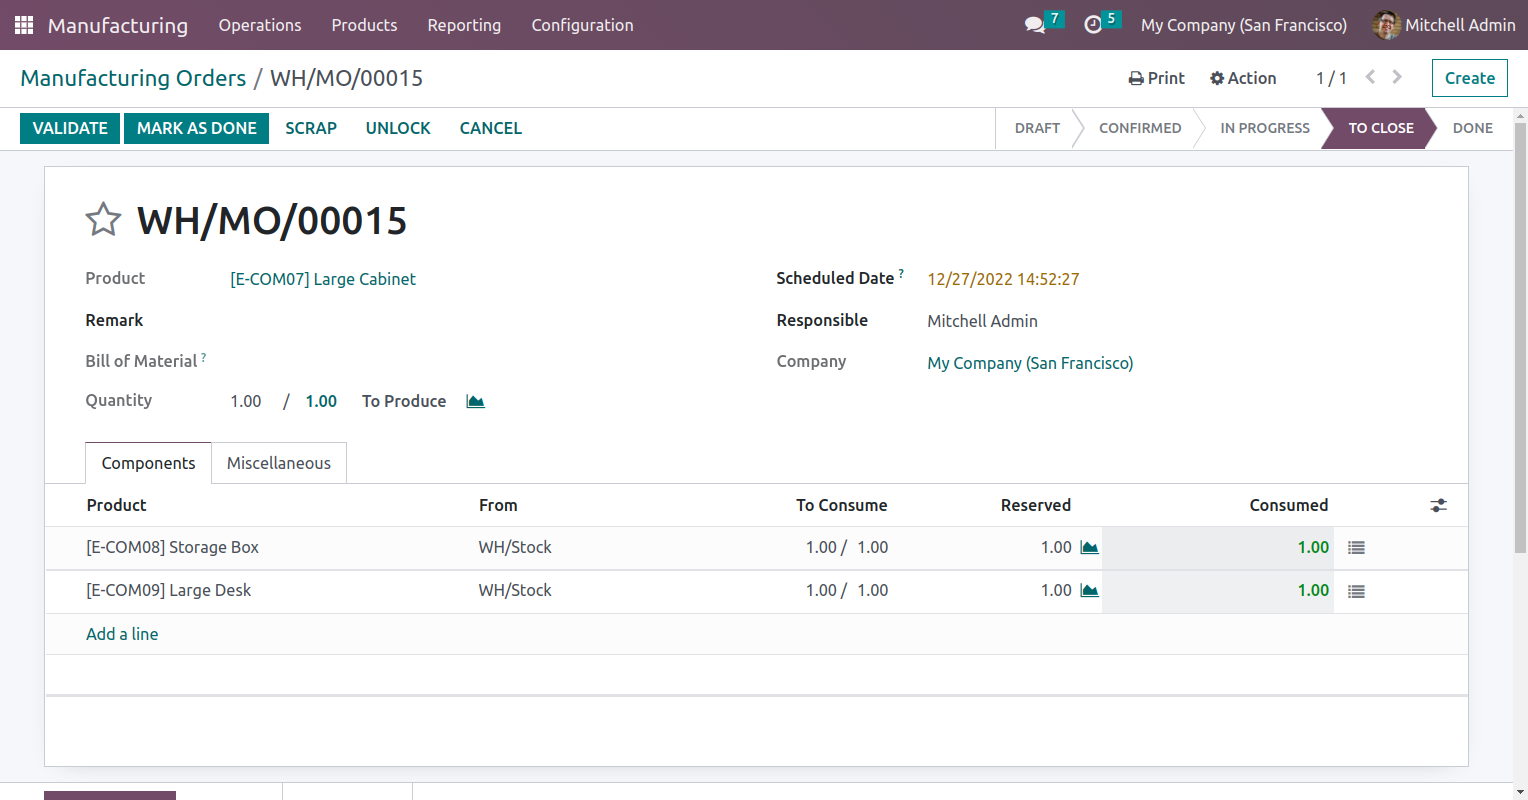 Manufacturing Operations Products Reporting Configuration 7 5 My Company (San Francisco) Mitchell Admin
Manufacturing Orders / WH/MO/00015 Print Action 1 / 1 Create
VALIDATE MARK AS DONE SCRAP UNLOCK CANCEL DRAFT CONFIRMED IN PROGRESS TO CLOSE DONE
WH/MO/00015
Product [E-COM07] Large Cabinet Scheduled Date ? 12/27/2022 14:52:27
Remark Responsible Mitchell Admin
Bill of Material ? Company My Company (San Francisco)
Quantity 1.00 / 1.00 To Produce
Components Miscellaneous
Product From To Consume Reserved Consumed
[E-COM08] Storage Box WH/Stock 1.00 / 1.00 1.00 1.00
[E-COM09] Large Desk WH/Stock 1.00 / 1.00 1.00 1.00
Add a line